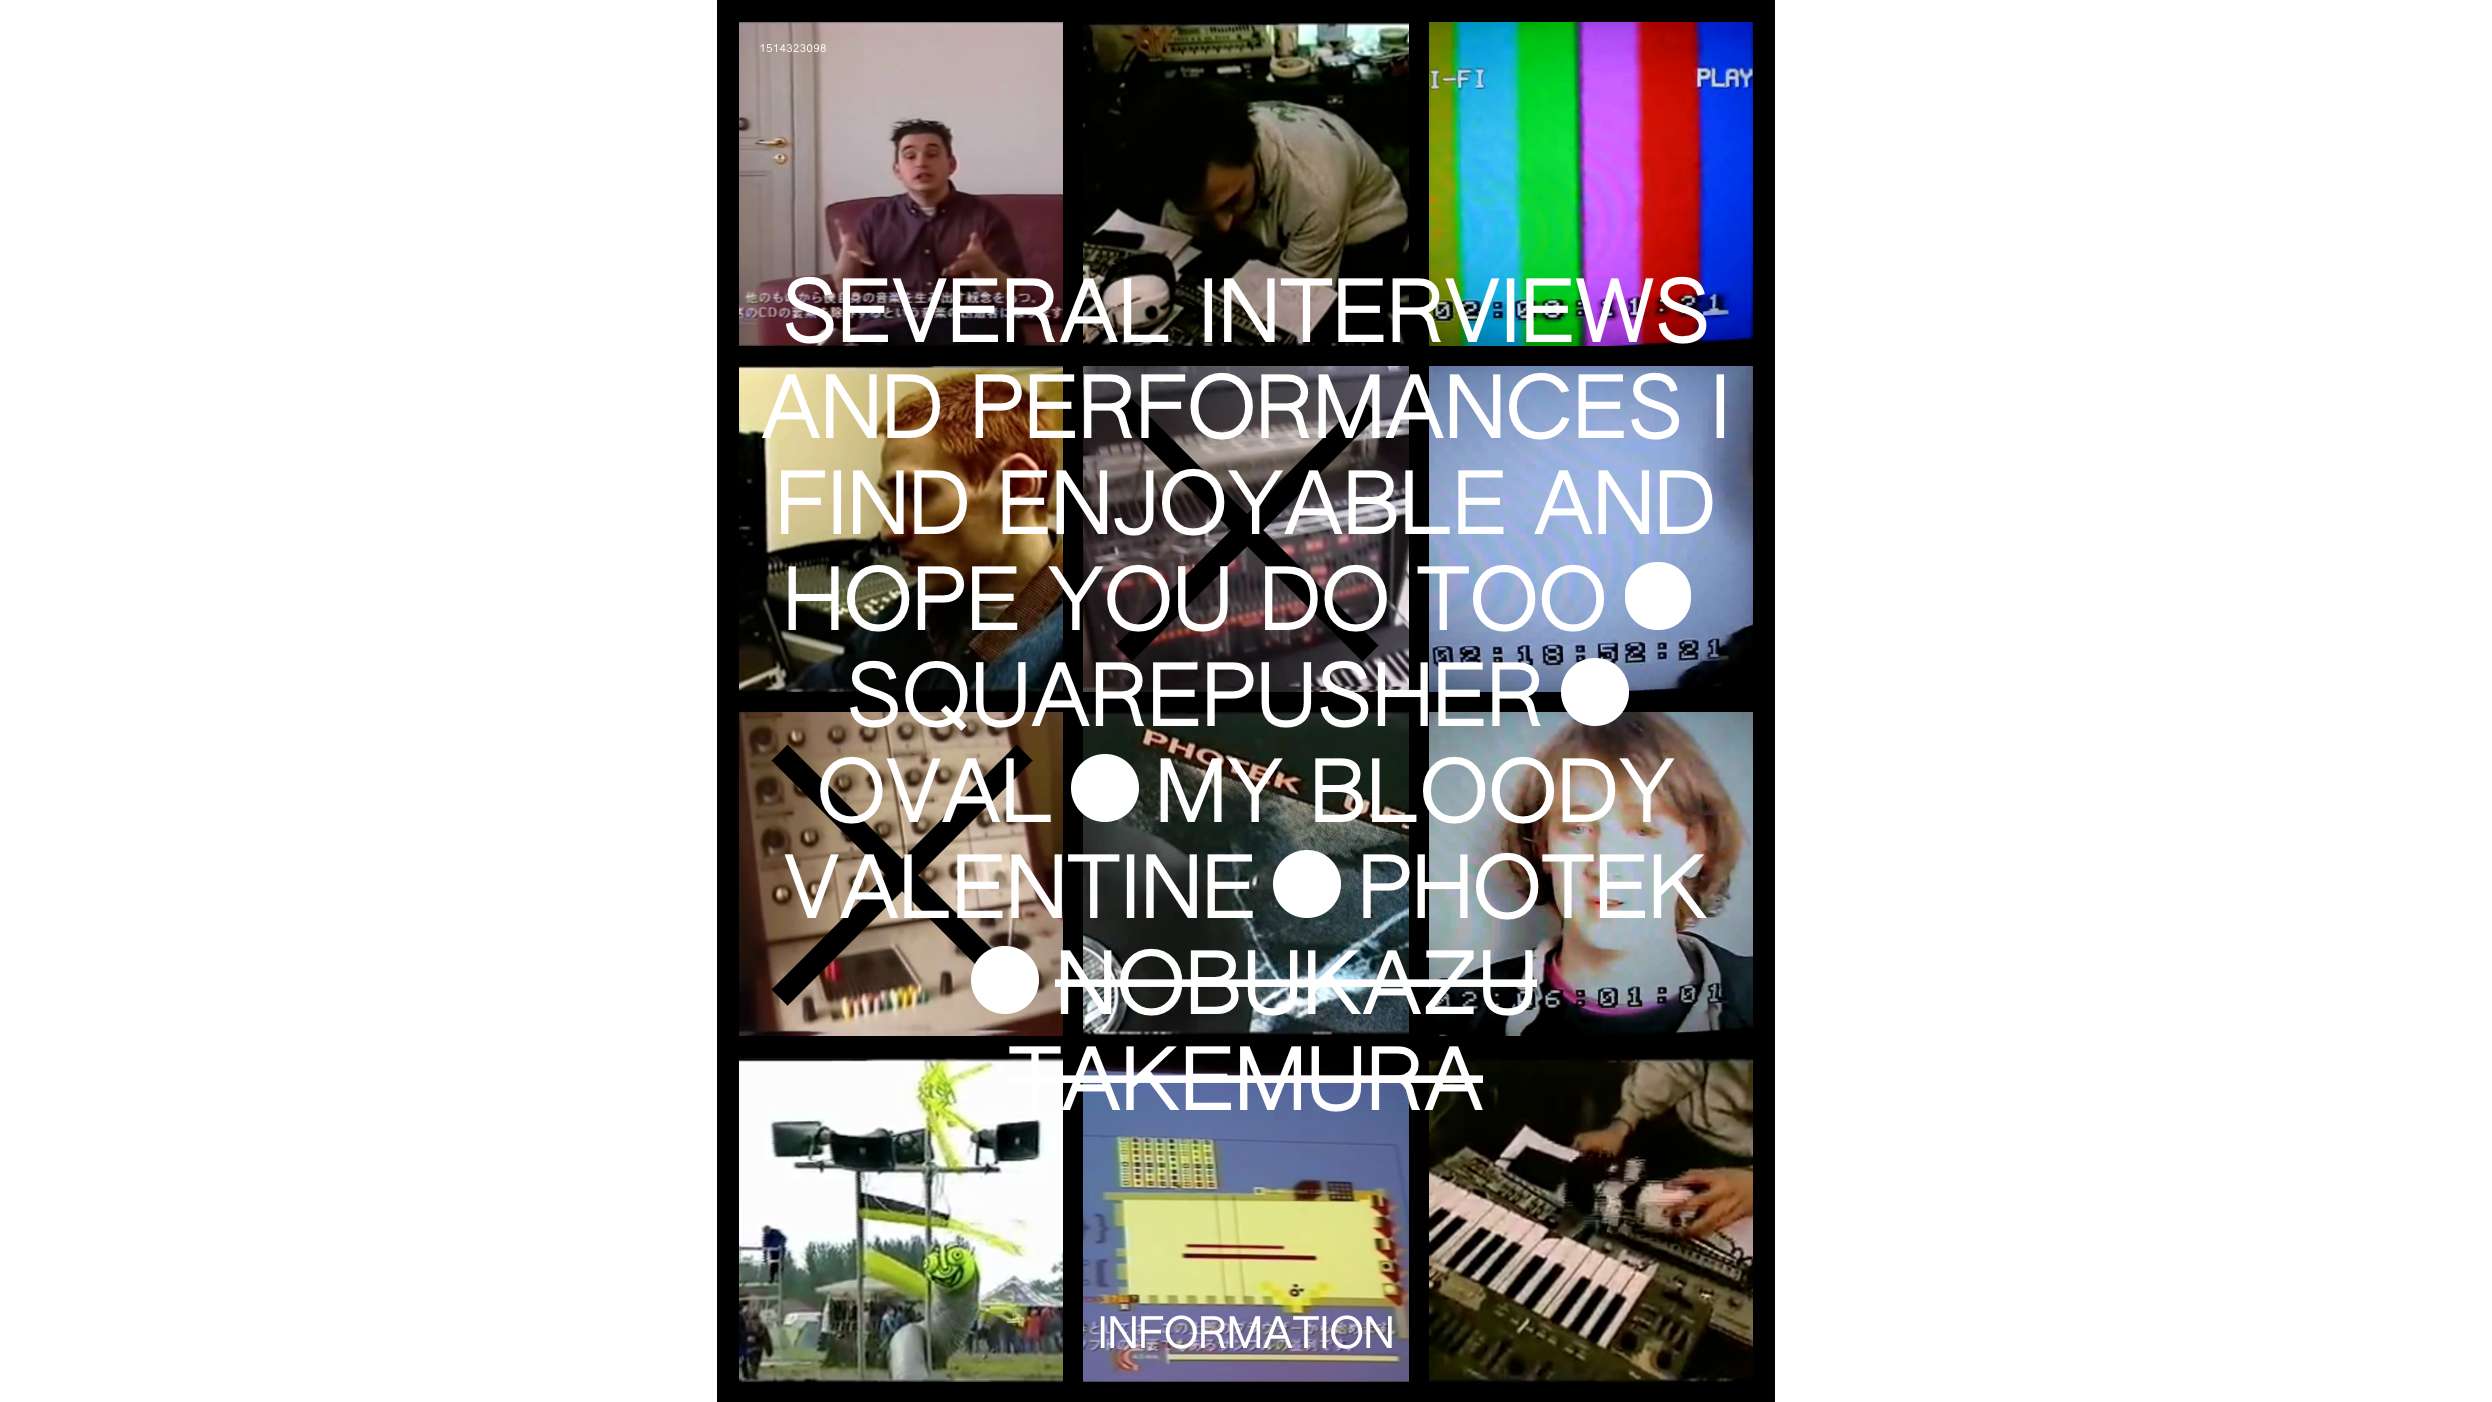 1514323098
I-FI
PLAY
SEVERAL INTERVIEWS
AND PERFORMANCES I
FIND ENJOYABLE AND
HOPE YOU DO TOO ●
02:18:52:21
SQUAREPUSHER ●
PHOTEK
OVAL ● MY BLOODY
VALENTINE ● PHOTEK
● NOBUKAZU
TAKEMURA
INFORMATION